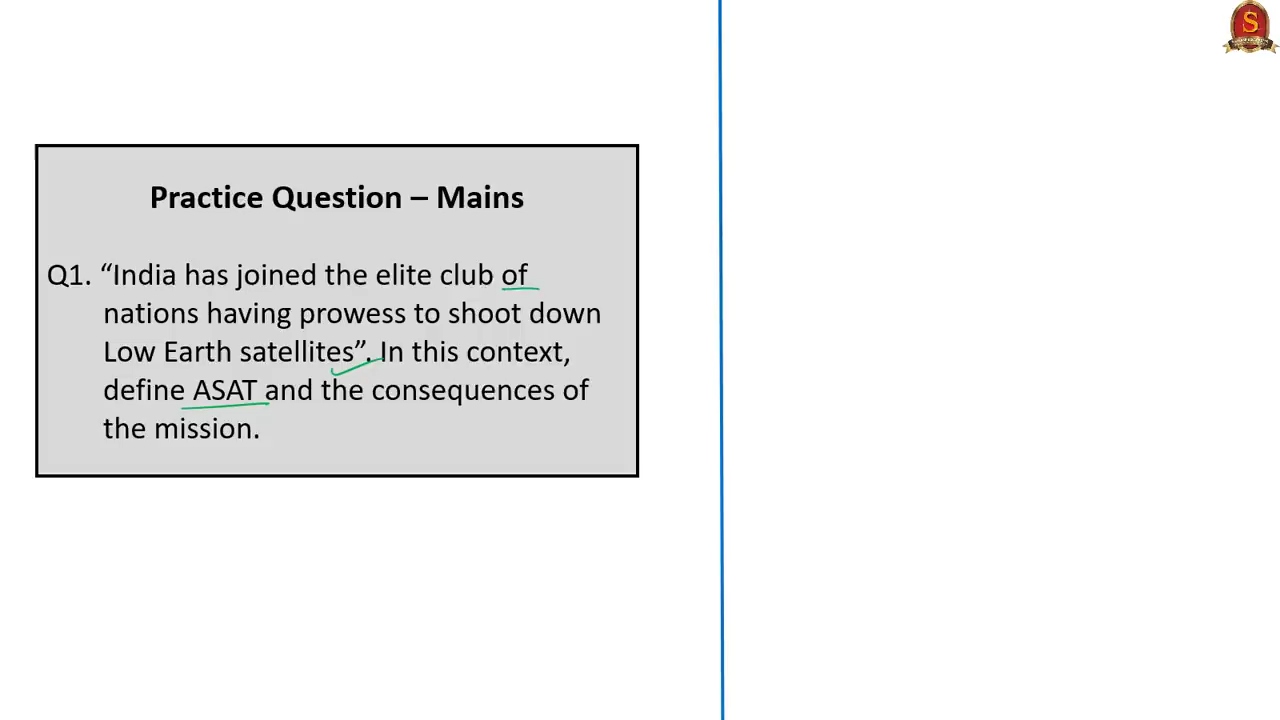 Practice Question – Mains
Q1. “India has joined the elite club of
nations having prowess to shoot down
Low Earth satellites”. In this context,
define ASAT and the consequences of
the mission.
S